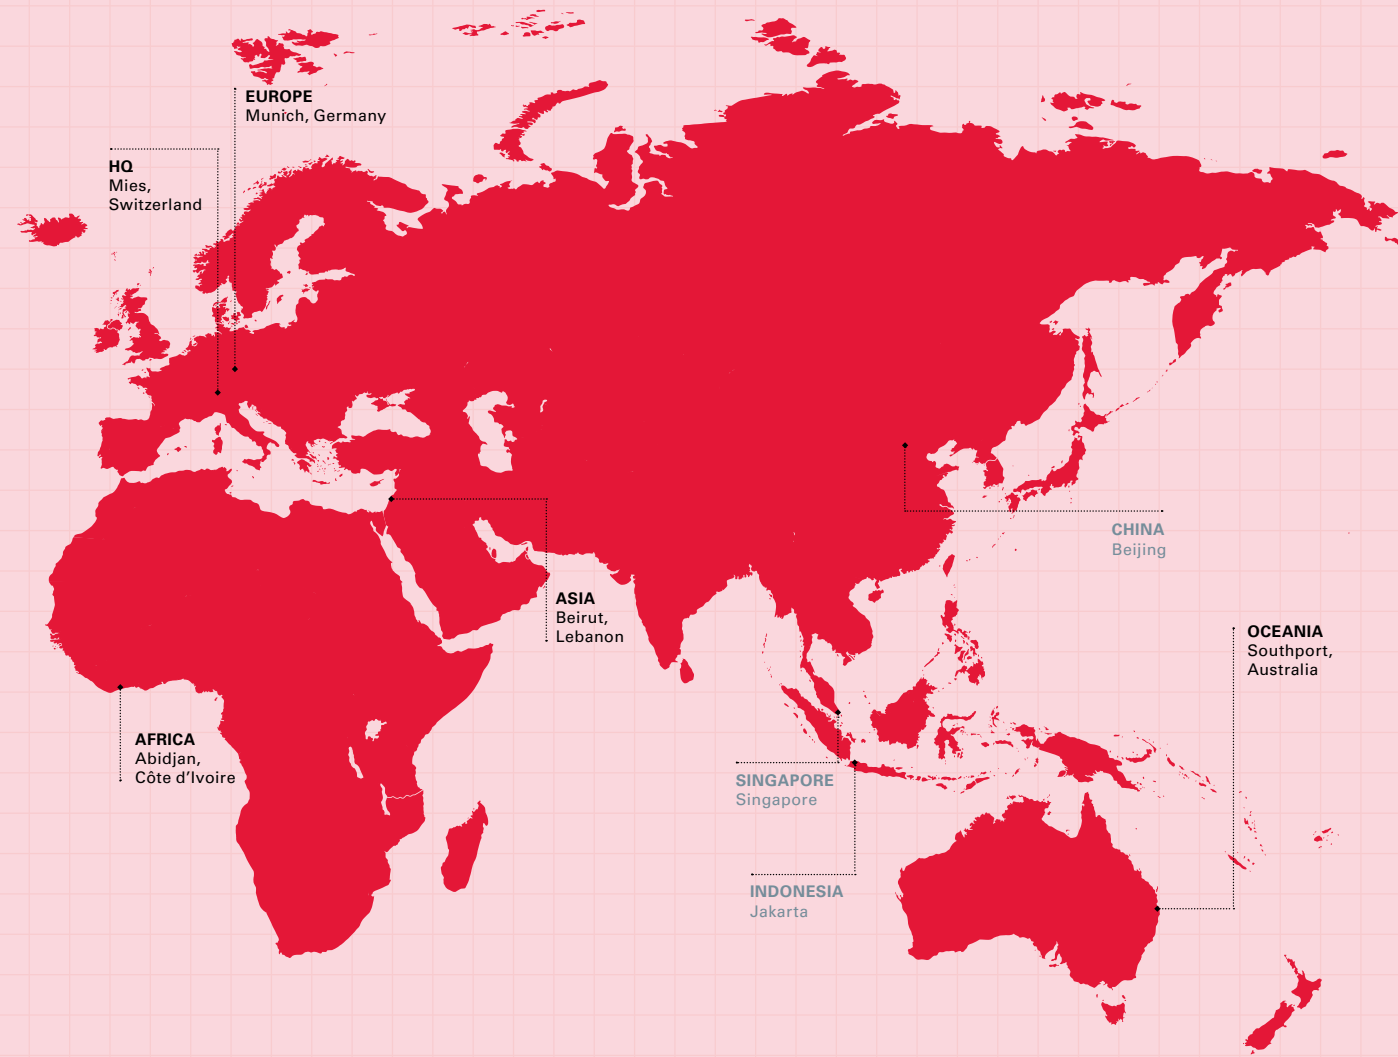 EUROPE
Munich, Germany
HQ
Mies,
Switzerland
CHINA
Beijing
ASIA
Beirut,
Lebanon
OCEANIA
Southport,
Australia
AFRICA
Abidjan,
Côte d’Ivoire
SINGAPORE
Singapore
INDONESIA
Jakarta